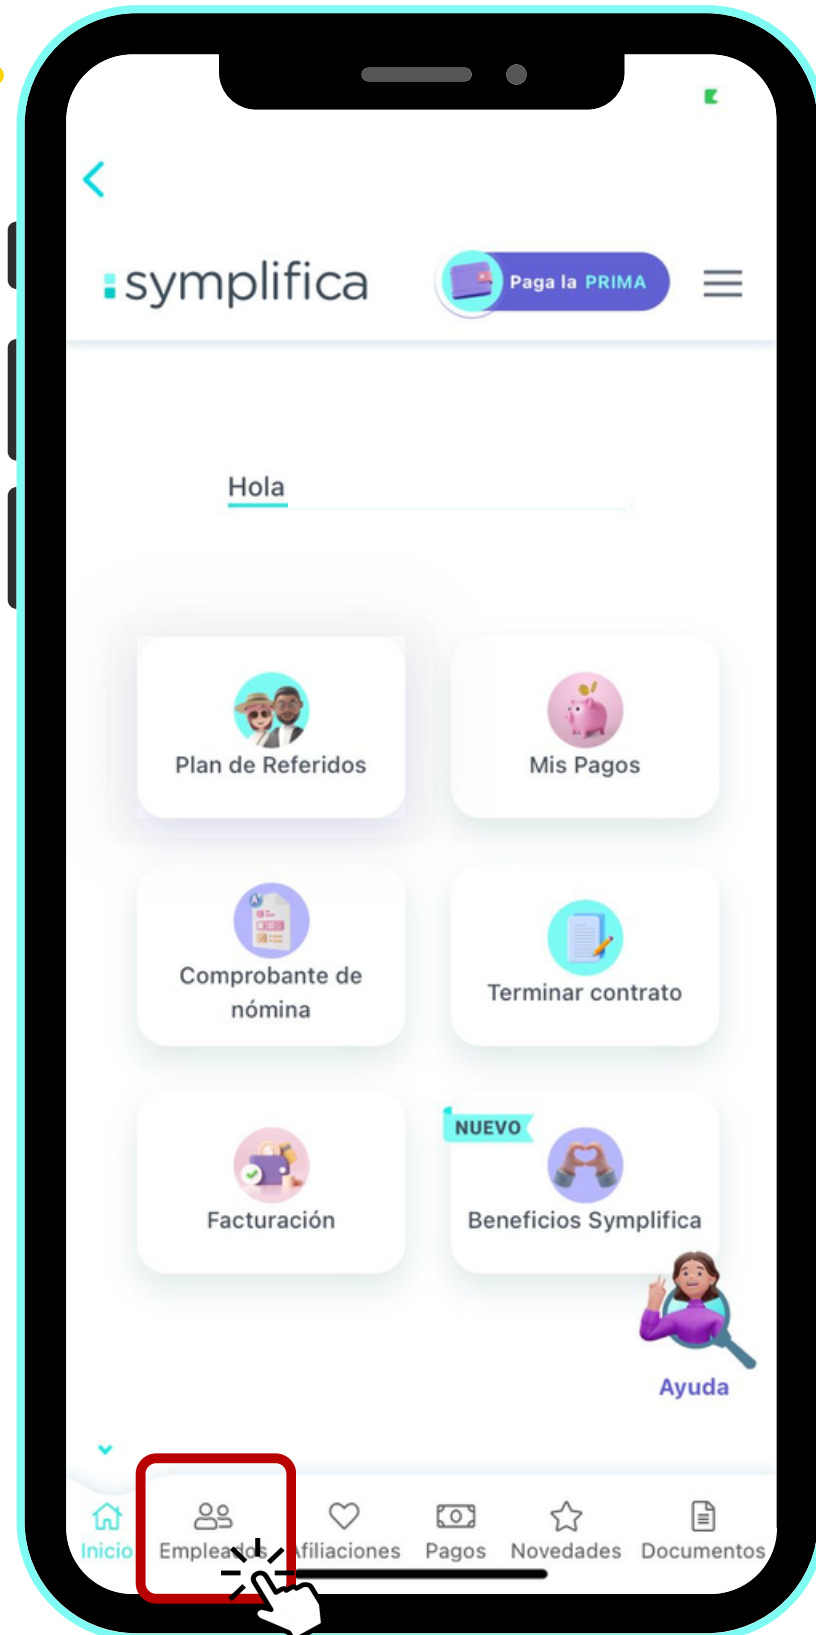 symplifica
Paga la PRIMA
Hola
Plan de Referidos
Mis Pagos
Comprobante de
nómina
Terminar contrato
Facturación
NUEVO
Beneficios Symplifica
Ayuda
Inicio Empleados Afiliaciones Pagos Novedades Documentos